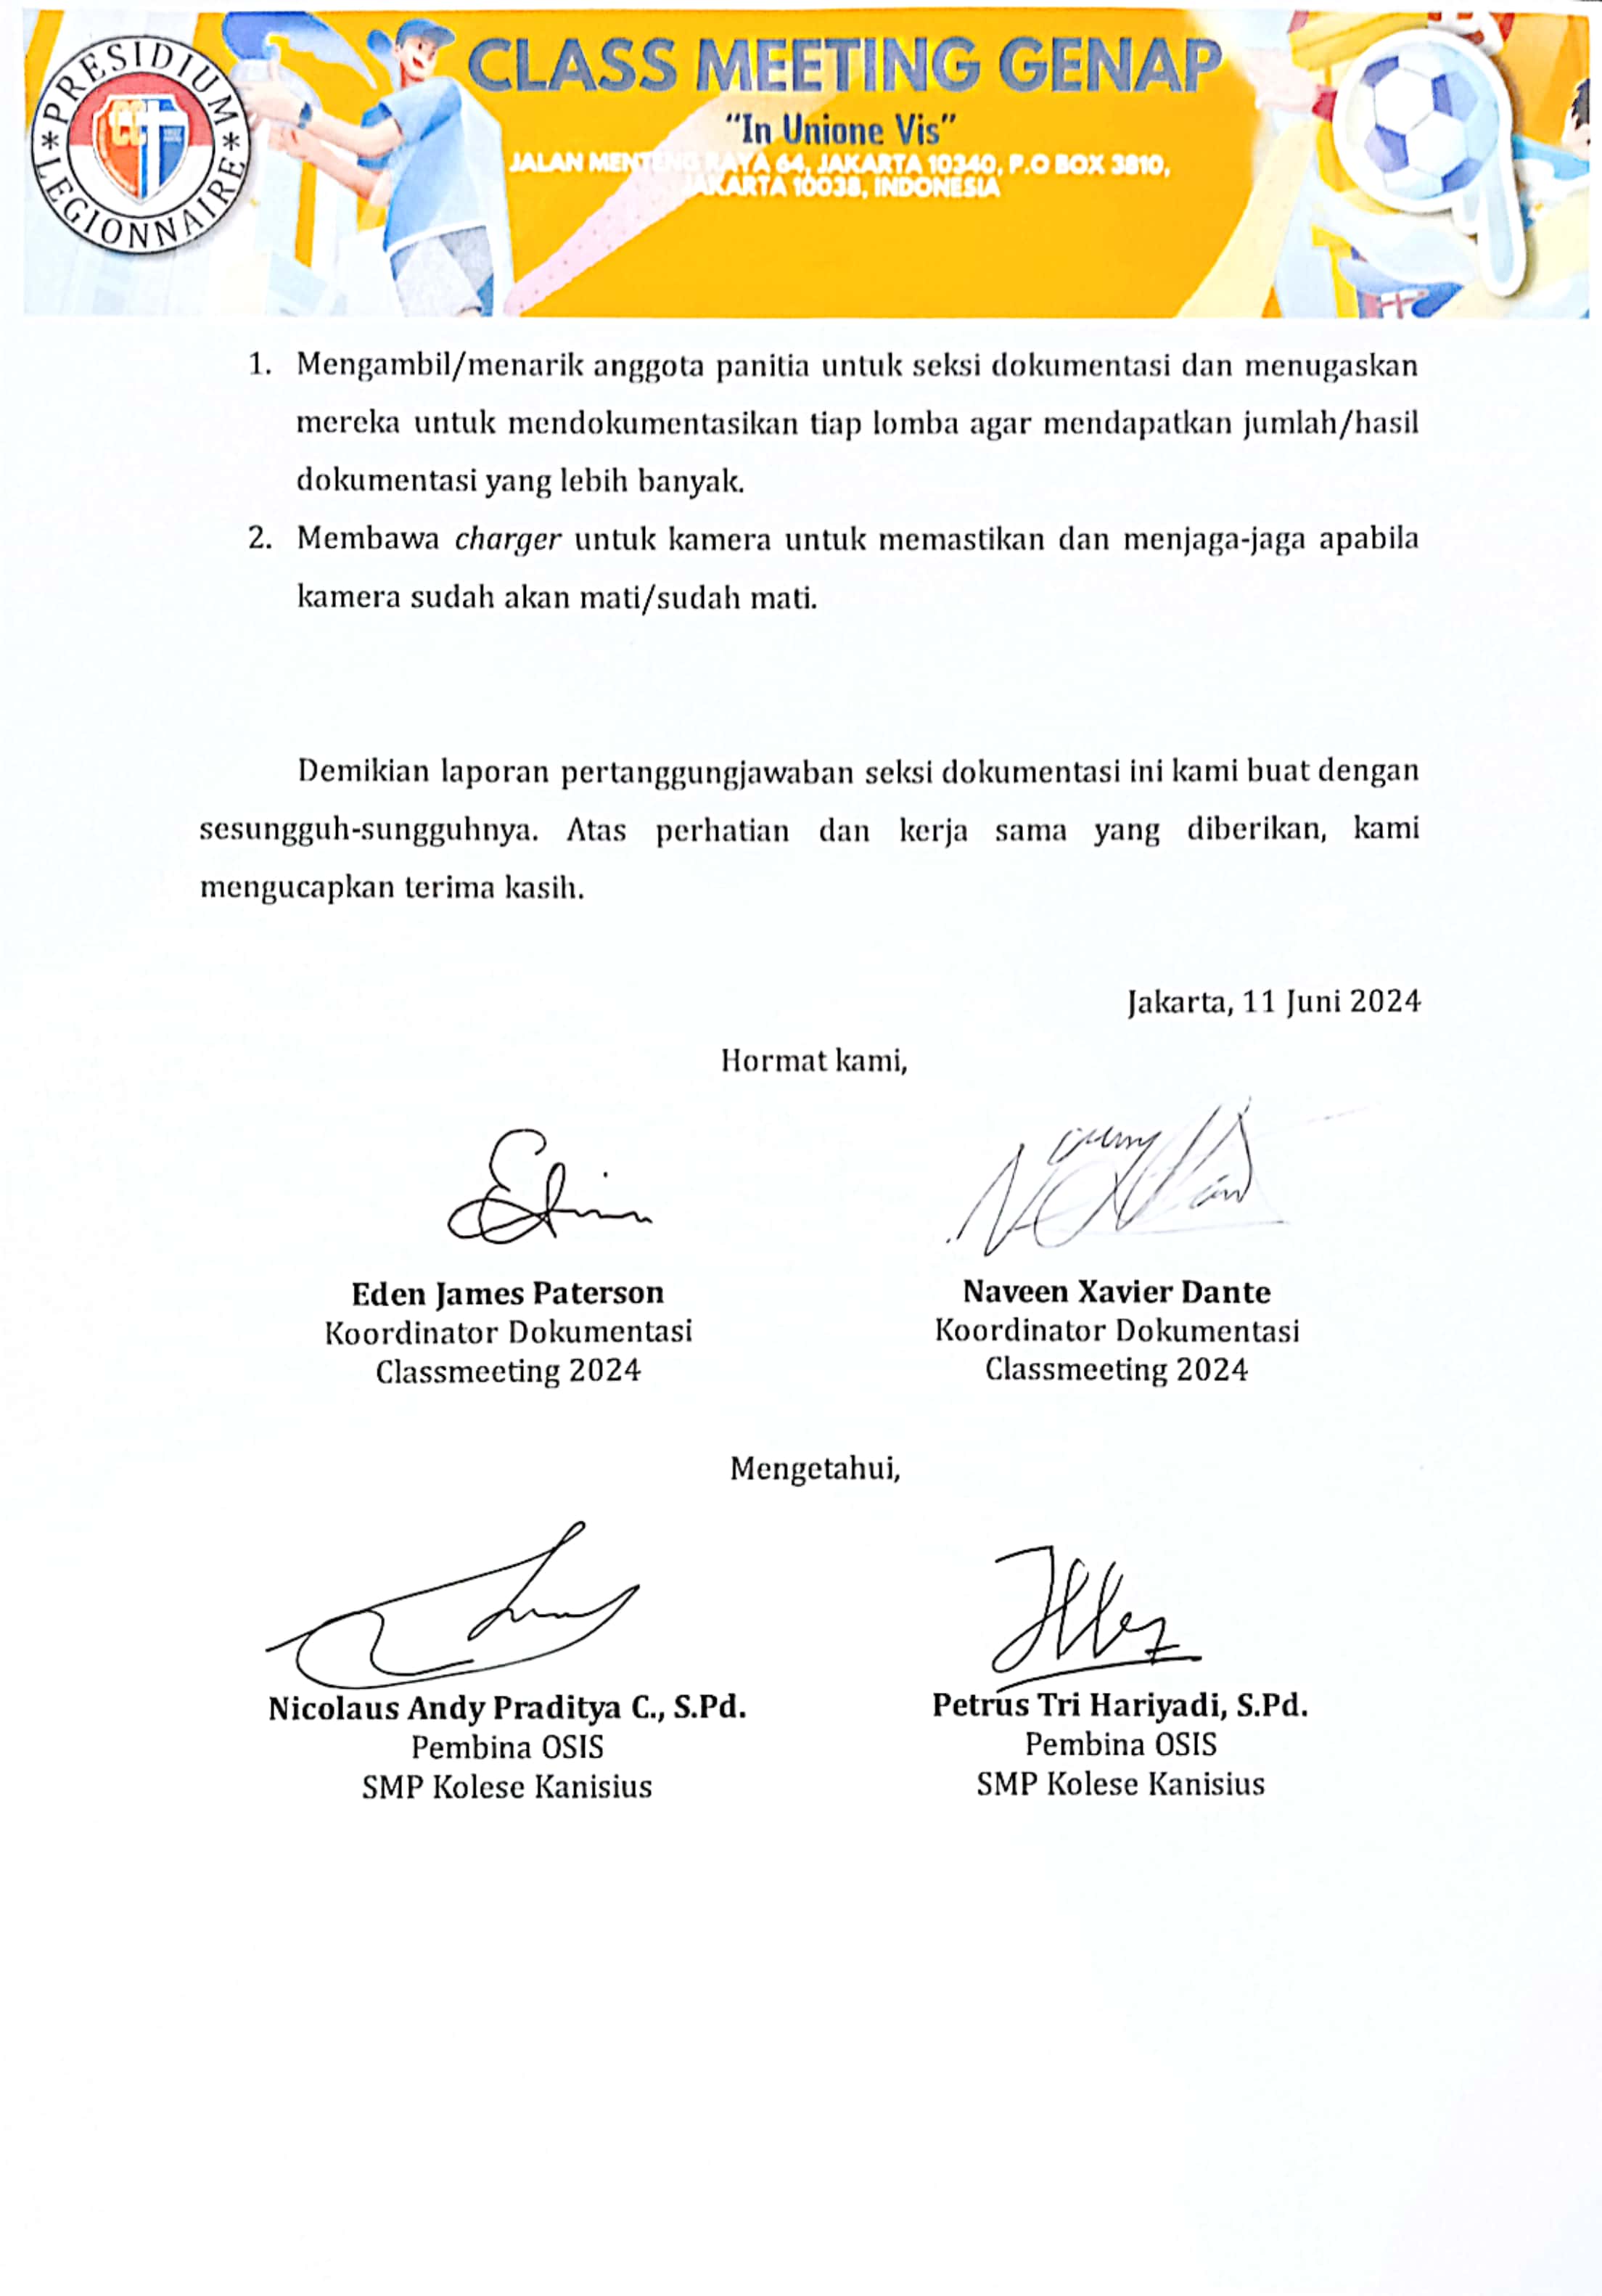 PRESIDIUM
* LEGIONNAIRE *
CC
CLASS MEETING GENAP
"In Unione Vis"
JALAN MENTENG RAYA 64, JAKARTA 10340, P.O BOX 3810,
JAKARTA 10038, INDONESIA
1. Mengambil/menarik anggota panitia untuk seksi dokumentasi dan menugaskan
mereka untuk mendokumentasikan tiap lomba agar mendapatkan jumlah/hasil
dokumentasi yang lebih banyak.
2. Membawa charger untuk kamera untuk memastikan dan menjaga-jaga apabila
kamera sudah akan mati/sudah mati.
Demikian laporan pertanggungjawaban seksi dokumentasi ini kami buat dengan
sesungguh-sungguhnya. Atas perhatian dan kerja sama yang diberikan, kami
mengucapkan terima kasih.
Jakarta, 11 Juni 2024
Hormat kami,
Eden James Paterson
Koordinator Dokumentasi
Classmeeting 2024
Naveen Xavier Dante
Koordinator Dokumentasi
Classmeeting 2024
Mengetahui,
Nicolaus Andy Praditya C., S.Pd.
Pembina OSIS
SMP Kolese Kanisius
Petrus Tri Hariyadi, S.Pd.
Pembina OSIS
SMP Kolese Kanisius